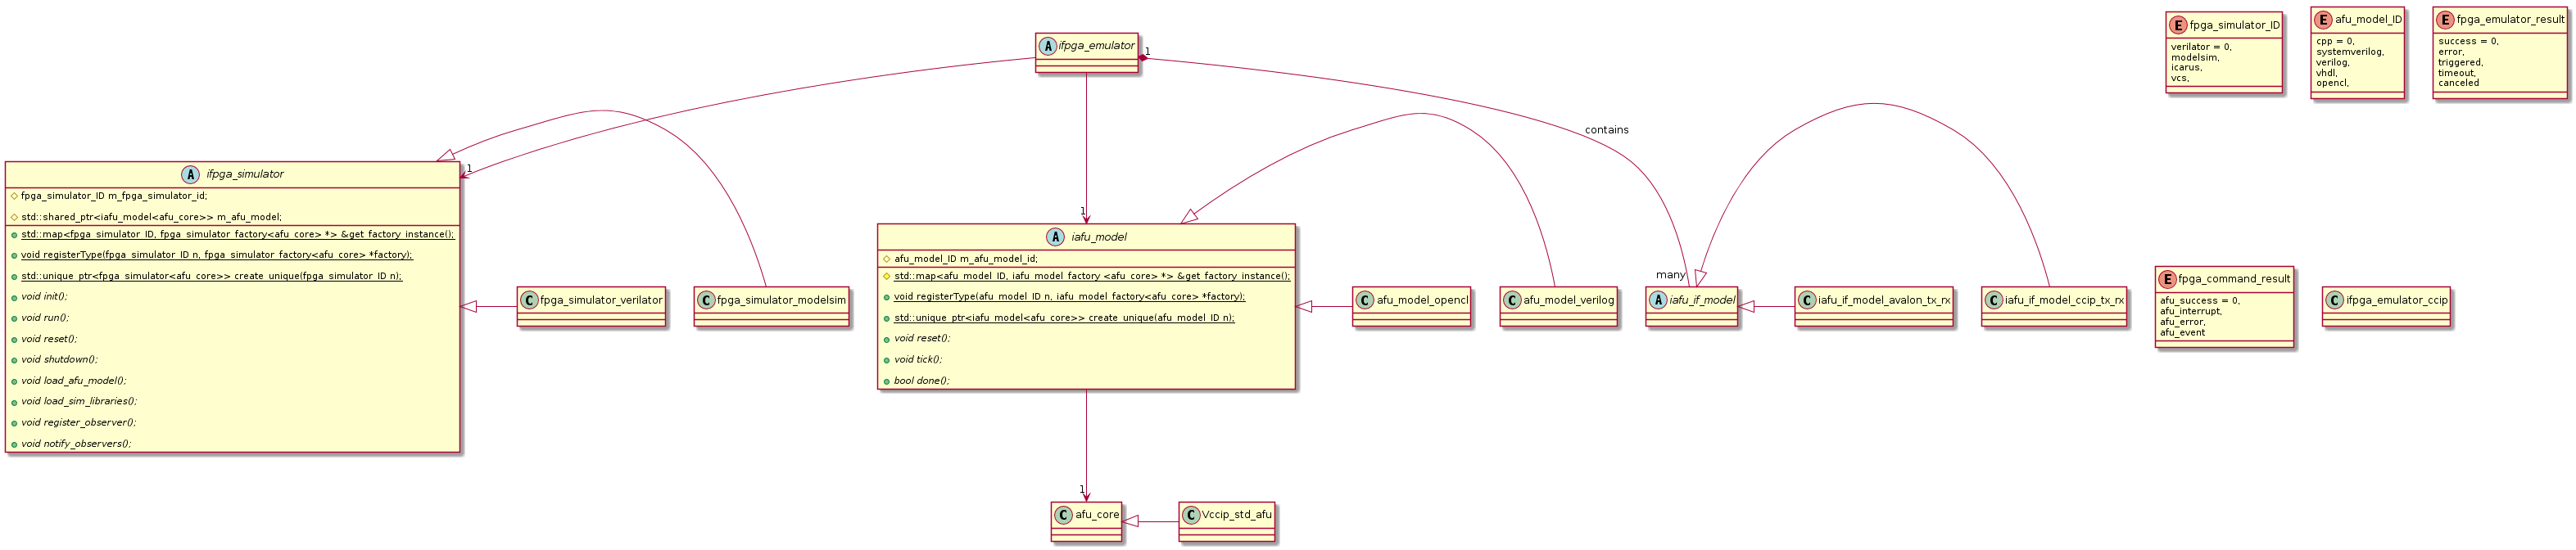 A ifpga_emulator
1
E fpga_simulator_ID
verilator = 0,
modelsim,
icarus,
vcs,
E afu_model_ID
cpp = 0,
systemverilog,
verilog,
vhdl,
opencl,
E fpga_emulator_result
success = 0,
error,
triggered,
timeout,
canceled
contains
1
A ifpga_simulator
fpga_simulator_ID m_fpga_simulator_id;
std::shared_ptr<iafu_model<afu_core>> m_afu_model;
std::map<fpga_simulator_ID, fpga_simulator_factory<afu_core> *> &get_factory_instance();
void registerType(fpga_simulator_ID n, fpga_simulator_factory<afu_core> *factory);
std::unique_ptr<fpga_simulator<afu_core>> create_unique(fpga_simulator_ID n);
void init();
void run();
void reset();
void shutdown();
void load_afu_model();
void load_sim_libraries();
void register_observer();
void notify_observers();
C fpga_simulator_verilator
C fpga_simulator_modelsim
1
A iafu_model
afu_model_ID m_afu_model_id;
std::map<afu_model_ID, iafu_model_factory <afu_core> *> &get_factory_instance();
void registerType(afu_model_ID n, iafu_model_factory<afu_core> *factory);
std::unique_ptr<iafu_model<afu_core>> create_unique(afu_model_ID n);
void reset();
void tick();
bool done();
C afu_model_opencl
C afu_model_verilog
many
A iafu_if_model
C iafu_if_model_avalon_tx_rx
C iafu_if_model_ccip_tx_rx
E fpga_command_result
afu_success = 0,
afu_interrupt,
afu_error,
afu_event
C ifpga_emulator_ccip
1
C afu_core
C Vccip_std_afu